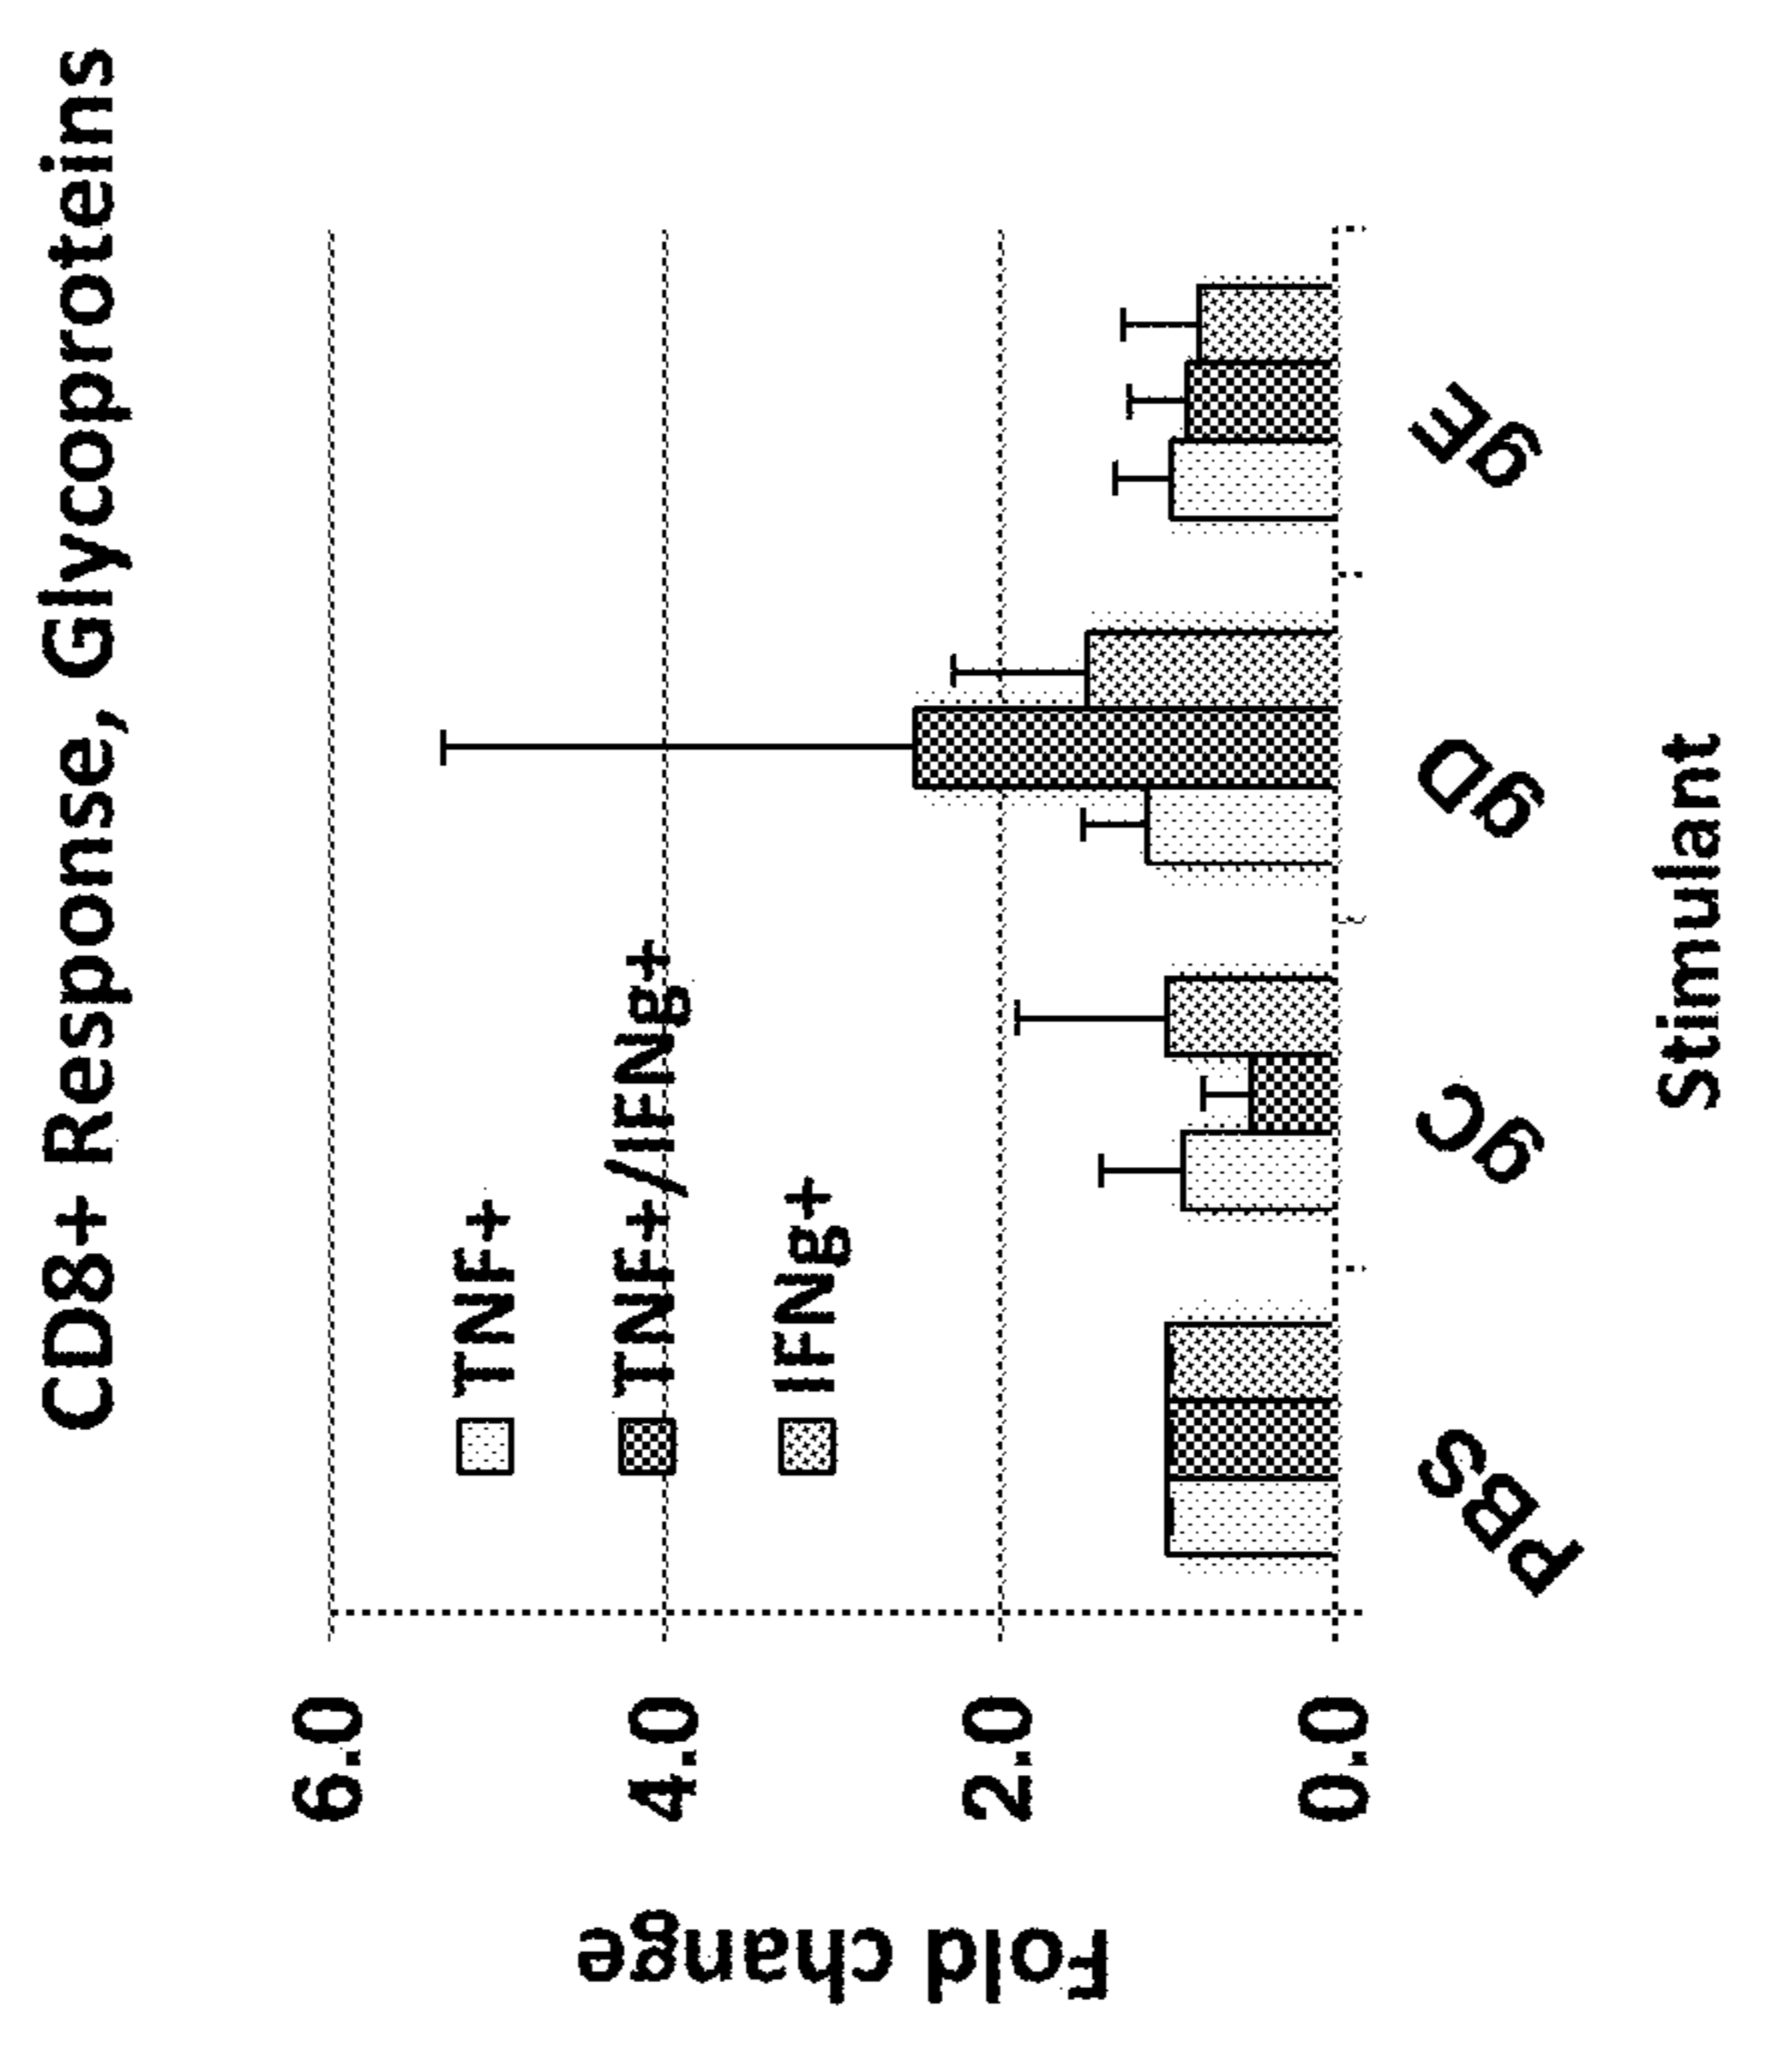 CD8+ Response, Glycoproteins
Fold change
6.0
4.0
2.0
0.0
TNF+
TNF+/IFNg+
IFNg+
PBS
gC
gD
gE
Stimulant